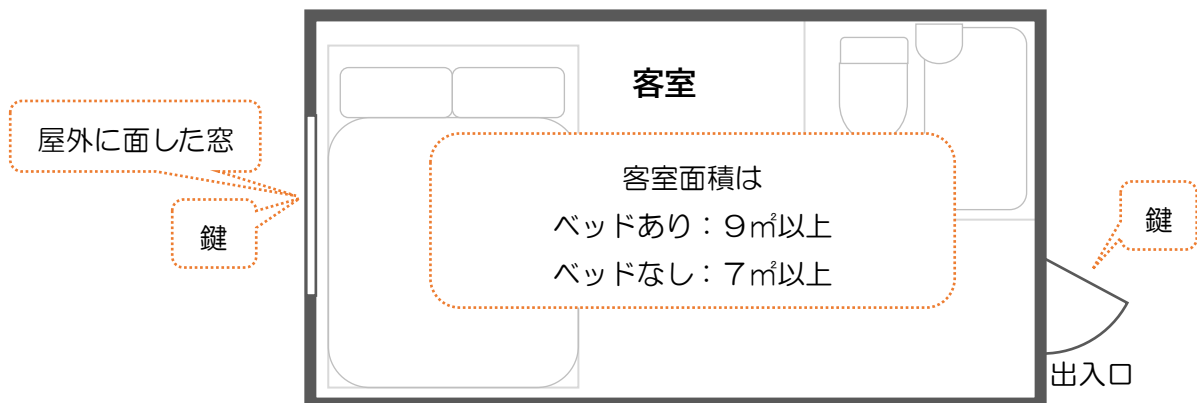 客室
屋外に面した窓
鍵
客室面積は
ベッドあり：９㎡以上
ベッドなし：７㎡以上
鍵
出入口